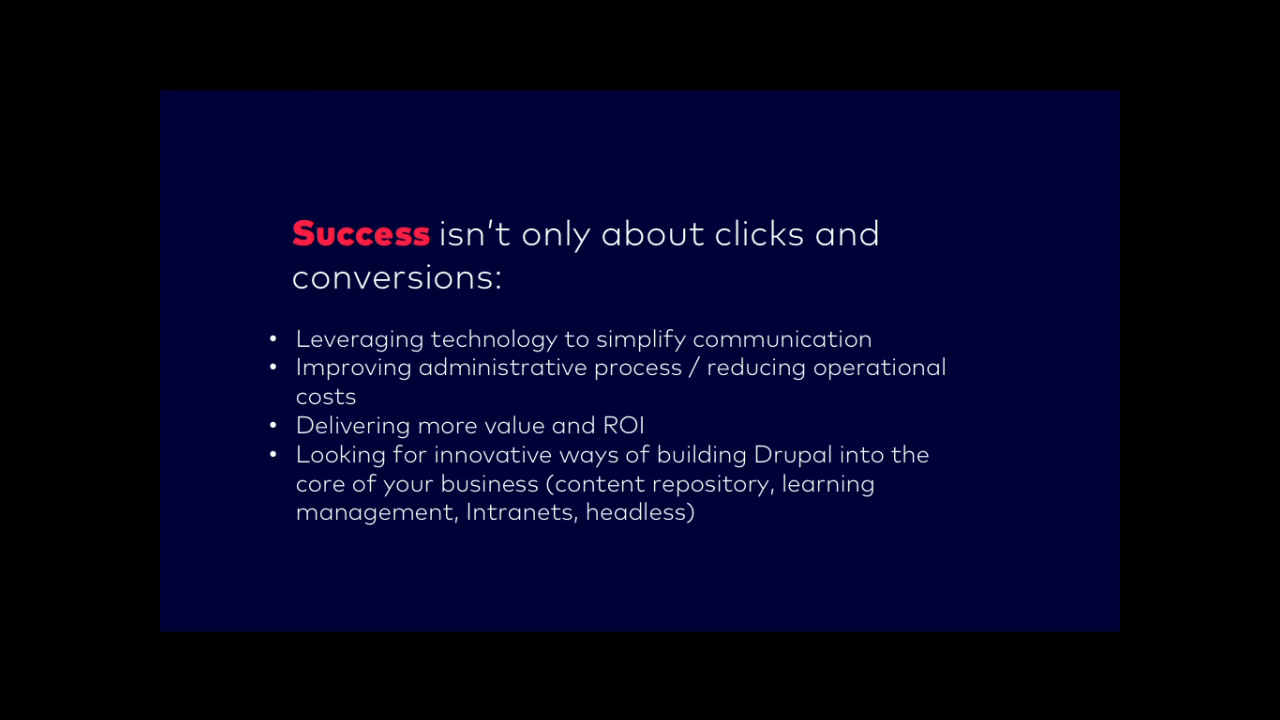 Success isn't only about clicks and
conversions:
• Leveraging technology to simplify communication
• Improving administrative process / reducing operational
costs
• Delivering more value and ROI
• Looking for innovative ways of building Drupal into the
core of your business (content repository, learning
management, Intranets, headless)